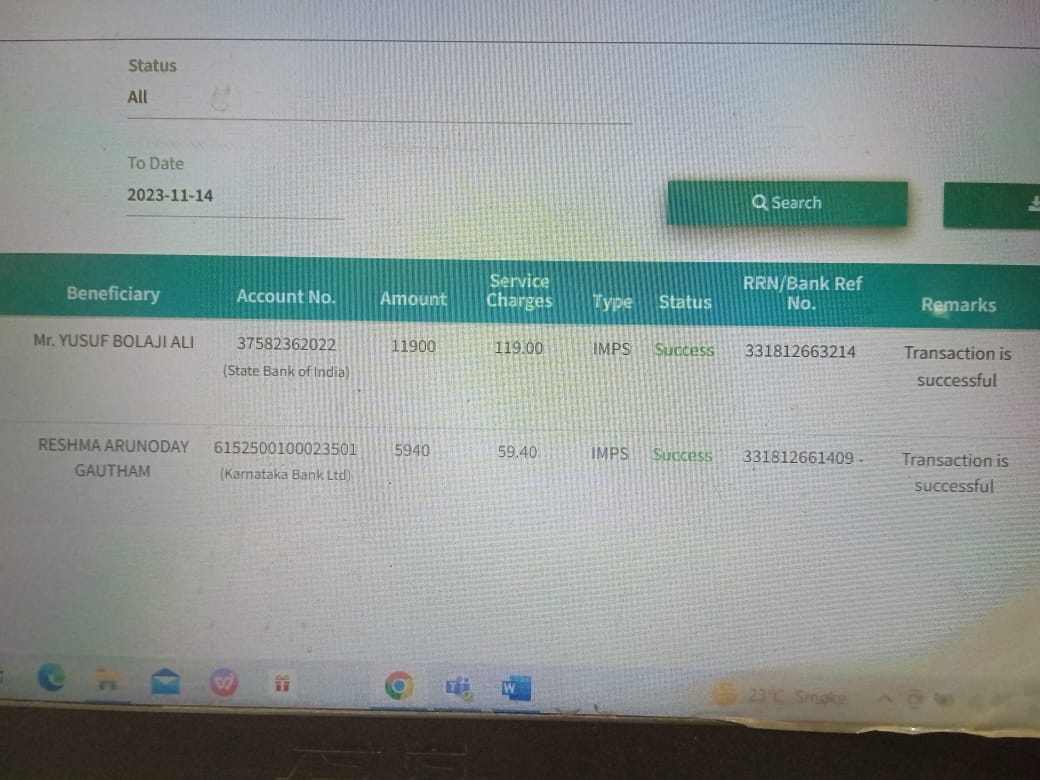 Status
All
To Date
2023-11-14
Search
Beneficiary Account No. Amount Service Charges Type Status RRN/Bank Ref No. Remarks
Mr. YUSUF BOLAJI ALI 37582362022 11900 119.00 IMPS Success 331812663214 Transaction is
(State Bank of India) successful
RESHMA ARUNODAY 6152500100023501 5940 59.40 IMPS Success 331812661409 Transaction is
GAUTHAM (Karnataka Bank Ltd) successful
23°C Smoke